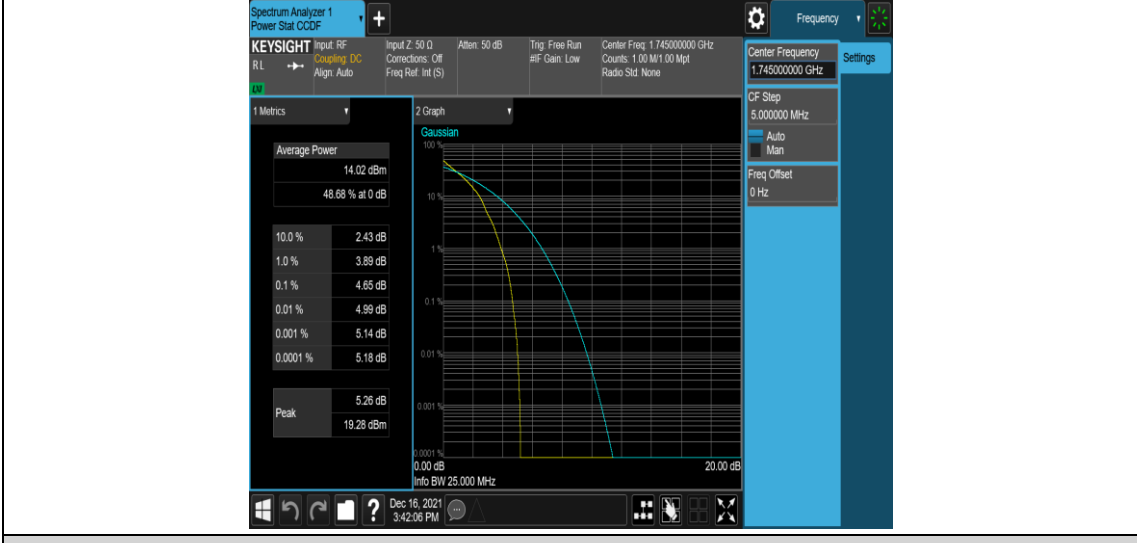 Spectrum Analyzer 1
Power Stat CCDF
Frequency
KEYSIGHT
RL
LXI
Input: RF
Coupling: DC
Align: Auto
Input Z: 50 Ω
Corrections: Off
Freq Ref: Int (S)
Atten: 50 dB
Trig: Free Run
#IF Gain: Low
Center Freq: 1.745000000 GHz
Counts: 1.00 M/1.00 Mpt
Radio Std: None
Center Frequency
1.745000000 GHz
Settings
CF Step
5.000000 MHz
Auto
Man
Freq Offset
0 Hz
1 Metrics
Average Power
14.02 dBm
48.68 % at 0 dB
10.0 % 2.43 dB
1.0 % 3.89 dB
0.1 % 4.65 dB
0.01 % 4.99 dB
0.001 % 5.14 dB
0.0001 % 5.18 dB
Peak
5.26 dB
19.28 dBm
2 Graph
Gaussian
100 %
10 %
1 %
0.1 %
0.01 %
0.001 %
0.0001 %
0.00 dB 20.00 dB
Info BW 25.000 MHz
?
Dec 16, 2021
3:42:06 PM